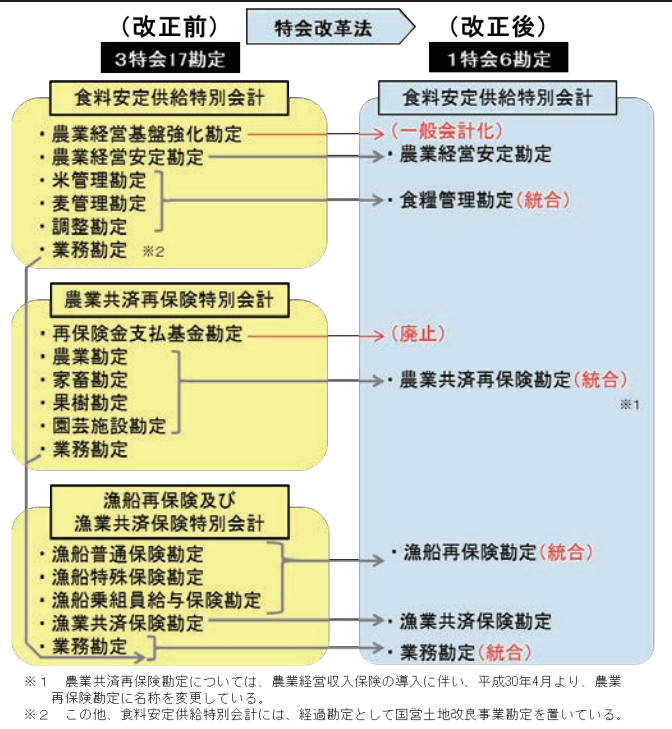 （改正前）
特会改革法
（改正後）
3特会17勘定
1特会6勘定
食料安定供給特別会計
・農業経営基盤強化勘定
・農業経営安定勘定
・米管理勘定
・麦管理勘定
・調整勘定
・業務勘定 ※2
農業共済再保険特別会計
・再保険金支払基金勘定
・農業勘定
・家畜勘定
・果樹勘定
・園芸施設勘定
・業務勘定
漁船再保険及び
漁業共済保険特別会計
・漁船普通保険勘定
・漁船特殊保険勘定
・漁船乗組員給与保険勘定
・漁業共済保険勘定
・業務勘定
食料安定供給特別会計
（一般会計化）
・農業経営安定勘定
・食糧管理勘定（統合）
（廃止）
・農業共済再保険勘定（統合）
※1
・漁船再保険勘定（統合）
・漁業共済保険勘定
・業務勘定（統合）
※1 農業共済再保険勘定については、農業経営収入保険の導入に伴い、平成30年4月より、農業
再保険勘定に名称を変更している。
※2 この他、食料安定供給特別会計には、経過勘定として国営土地改良事業勘定を置いている。